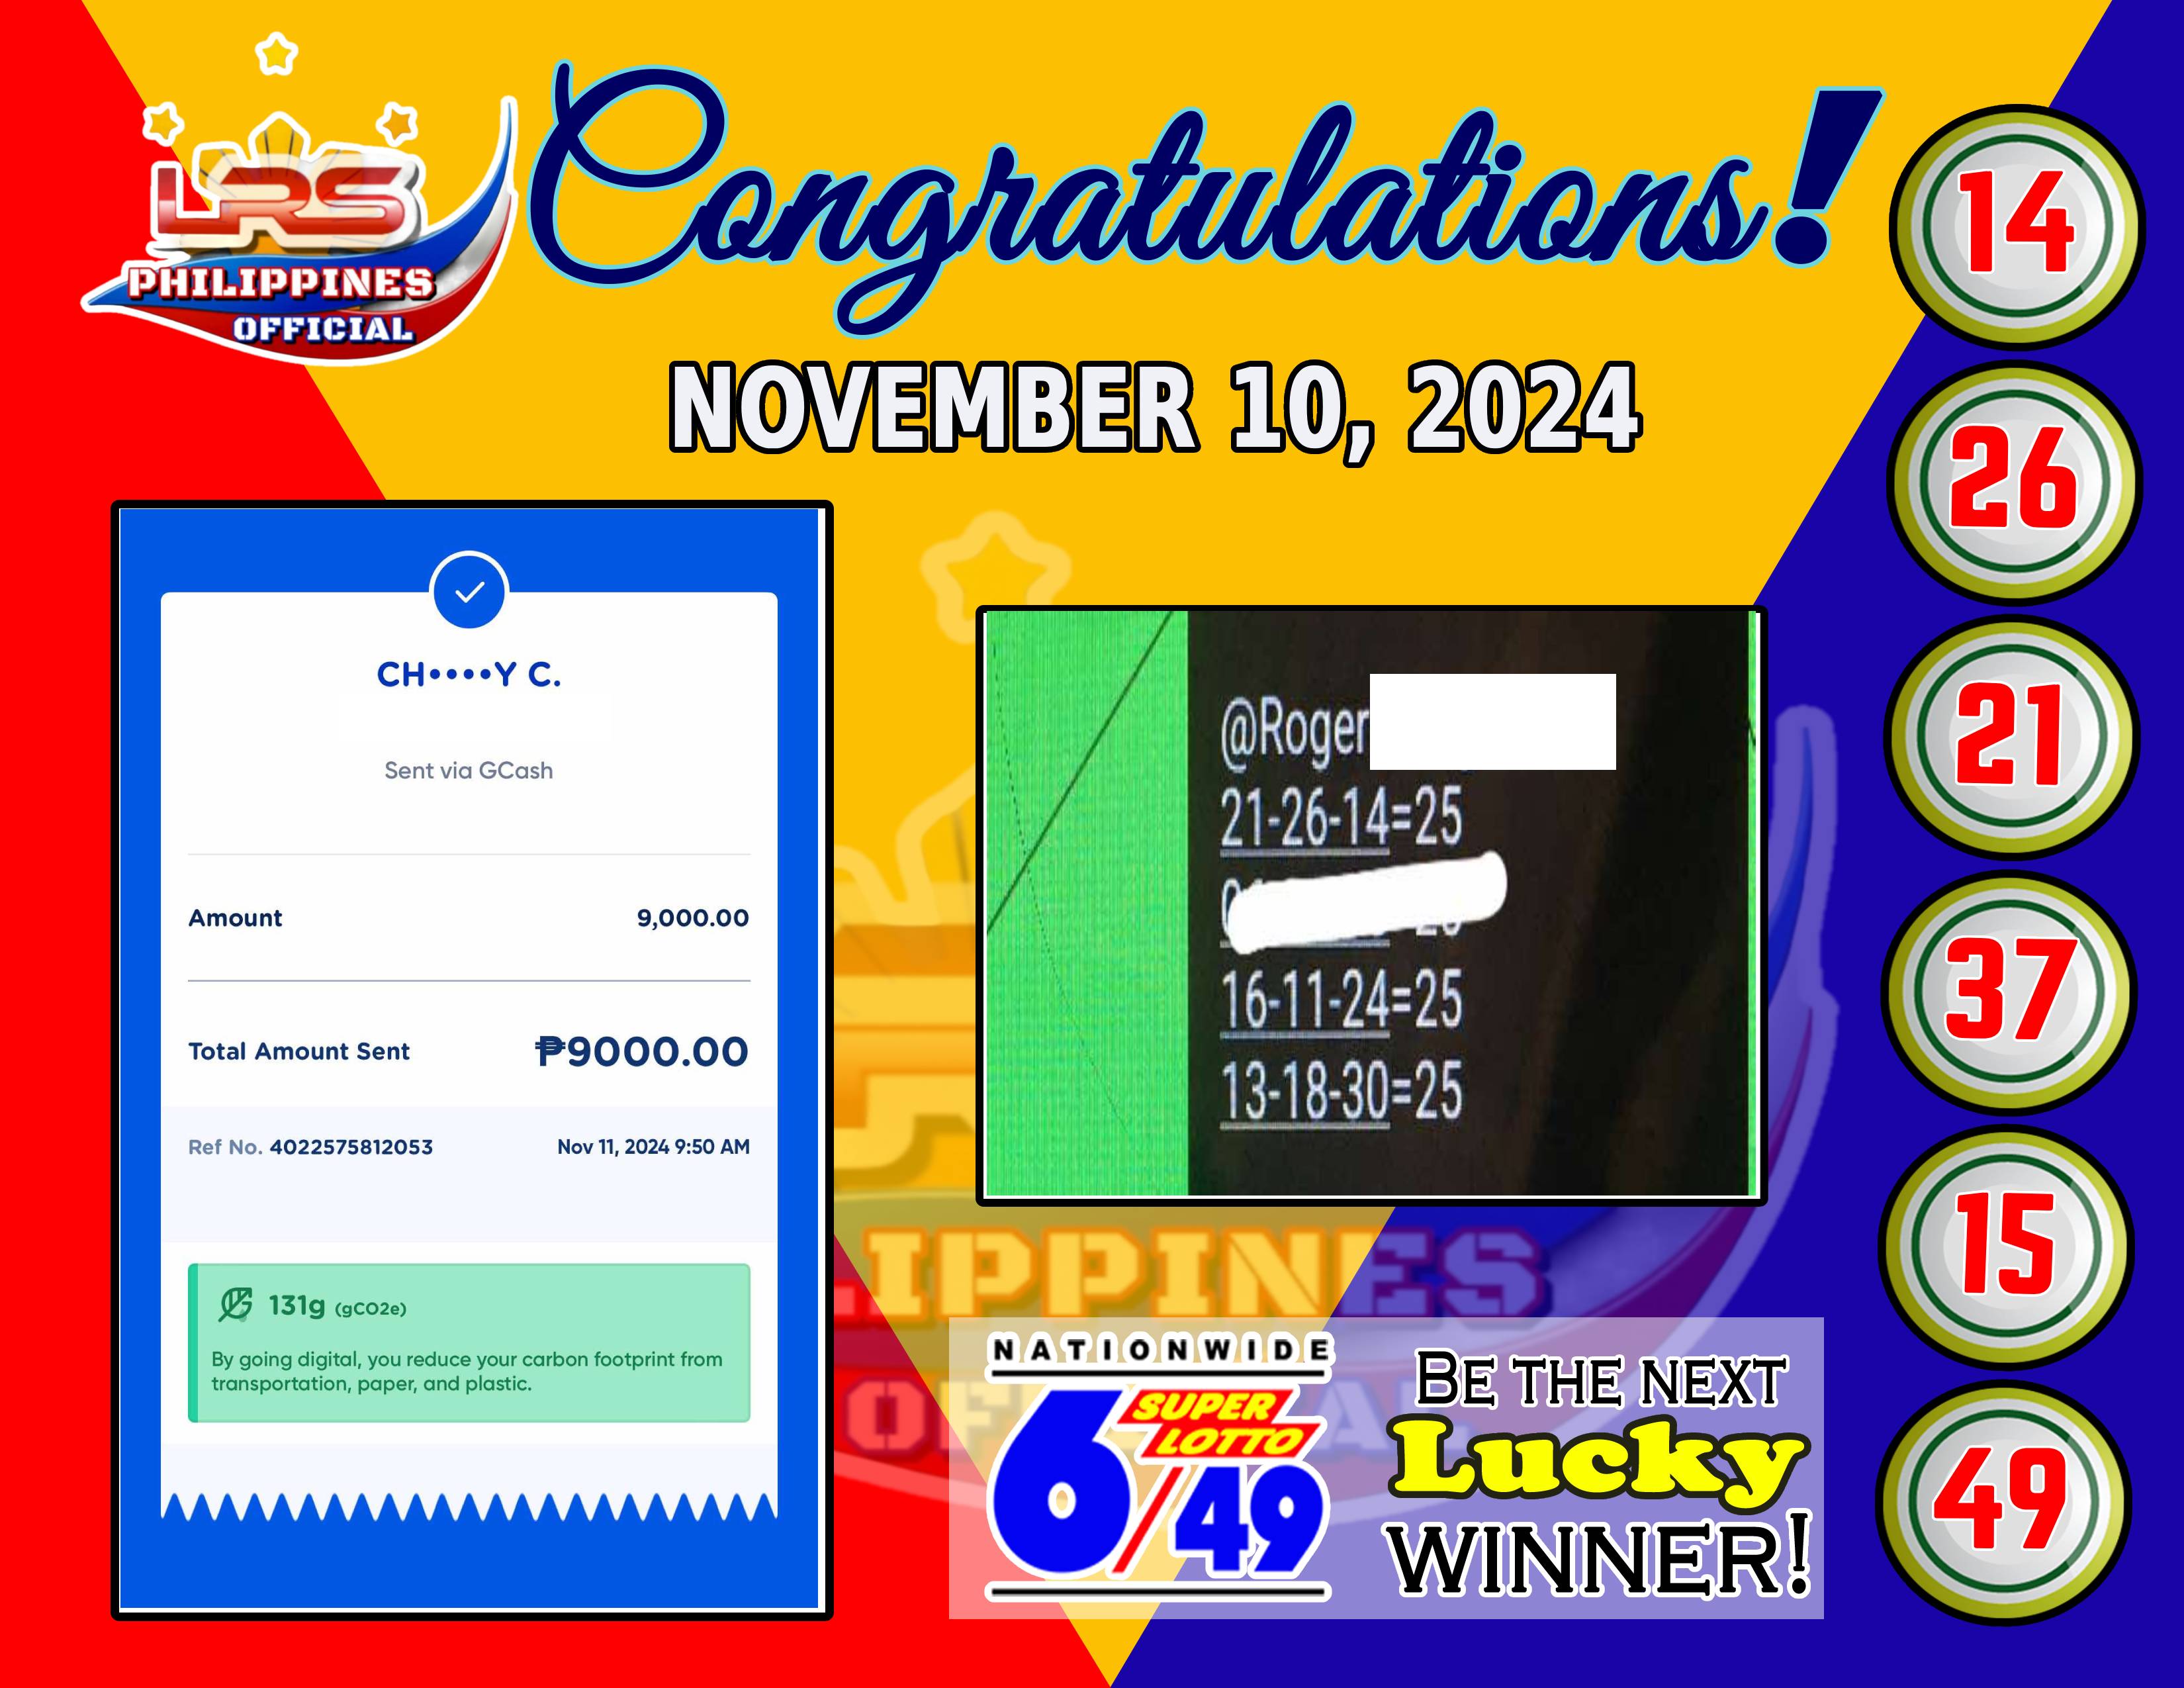 LRS
PHILIPPINES
OFFICIAL
Congratulations!
NOVEMBER 10, 2024
CH••••Y C.
Sent via GCash
Amount 9,000.00
Total Amount Sent ₱9000.00
Ref No. 4022575812053 Nov 11, 2024 9:50 AM
131g (gCO2e)
By going digital, you reduce your carbon footprint from
transportation, paper, and plastic.
@Roger
21-26-14=25
16-11-24=25
13-18-30=25
NATIONWIDE
SUPER
LOTTO
6/49
BE THE NEXT
Lucky
WINNER!
14
26
21
37
15
49